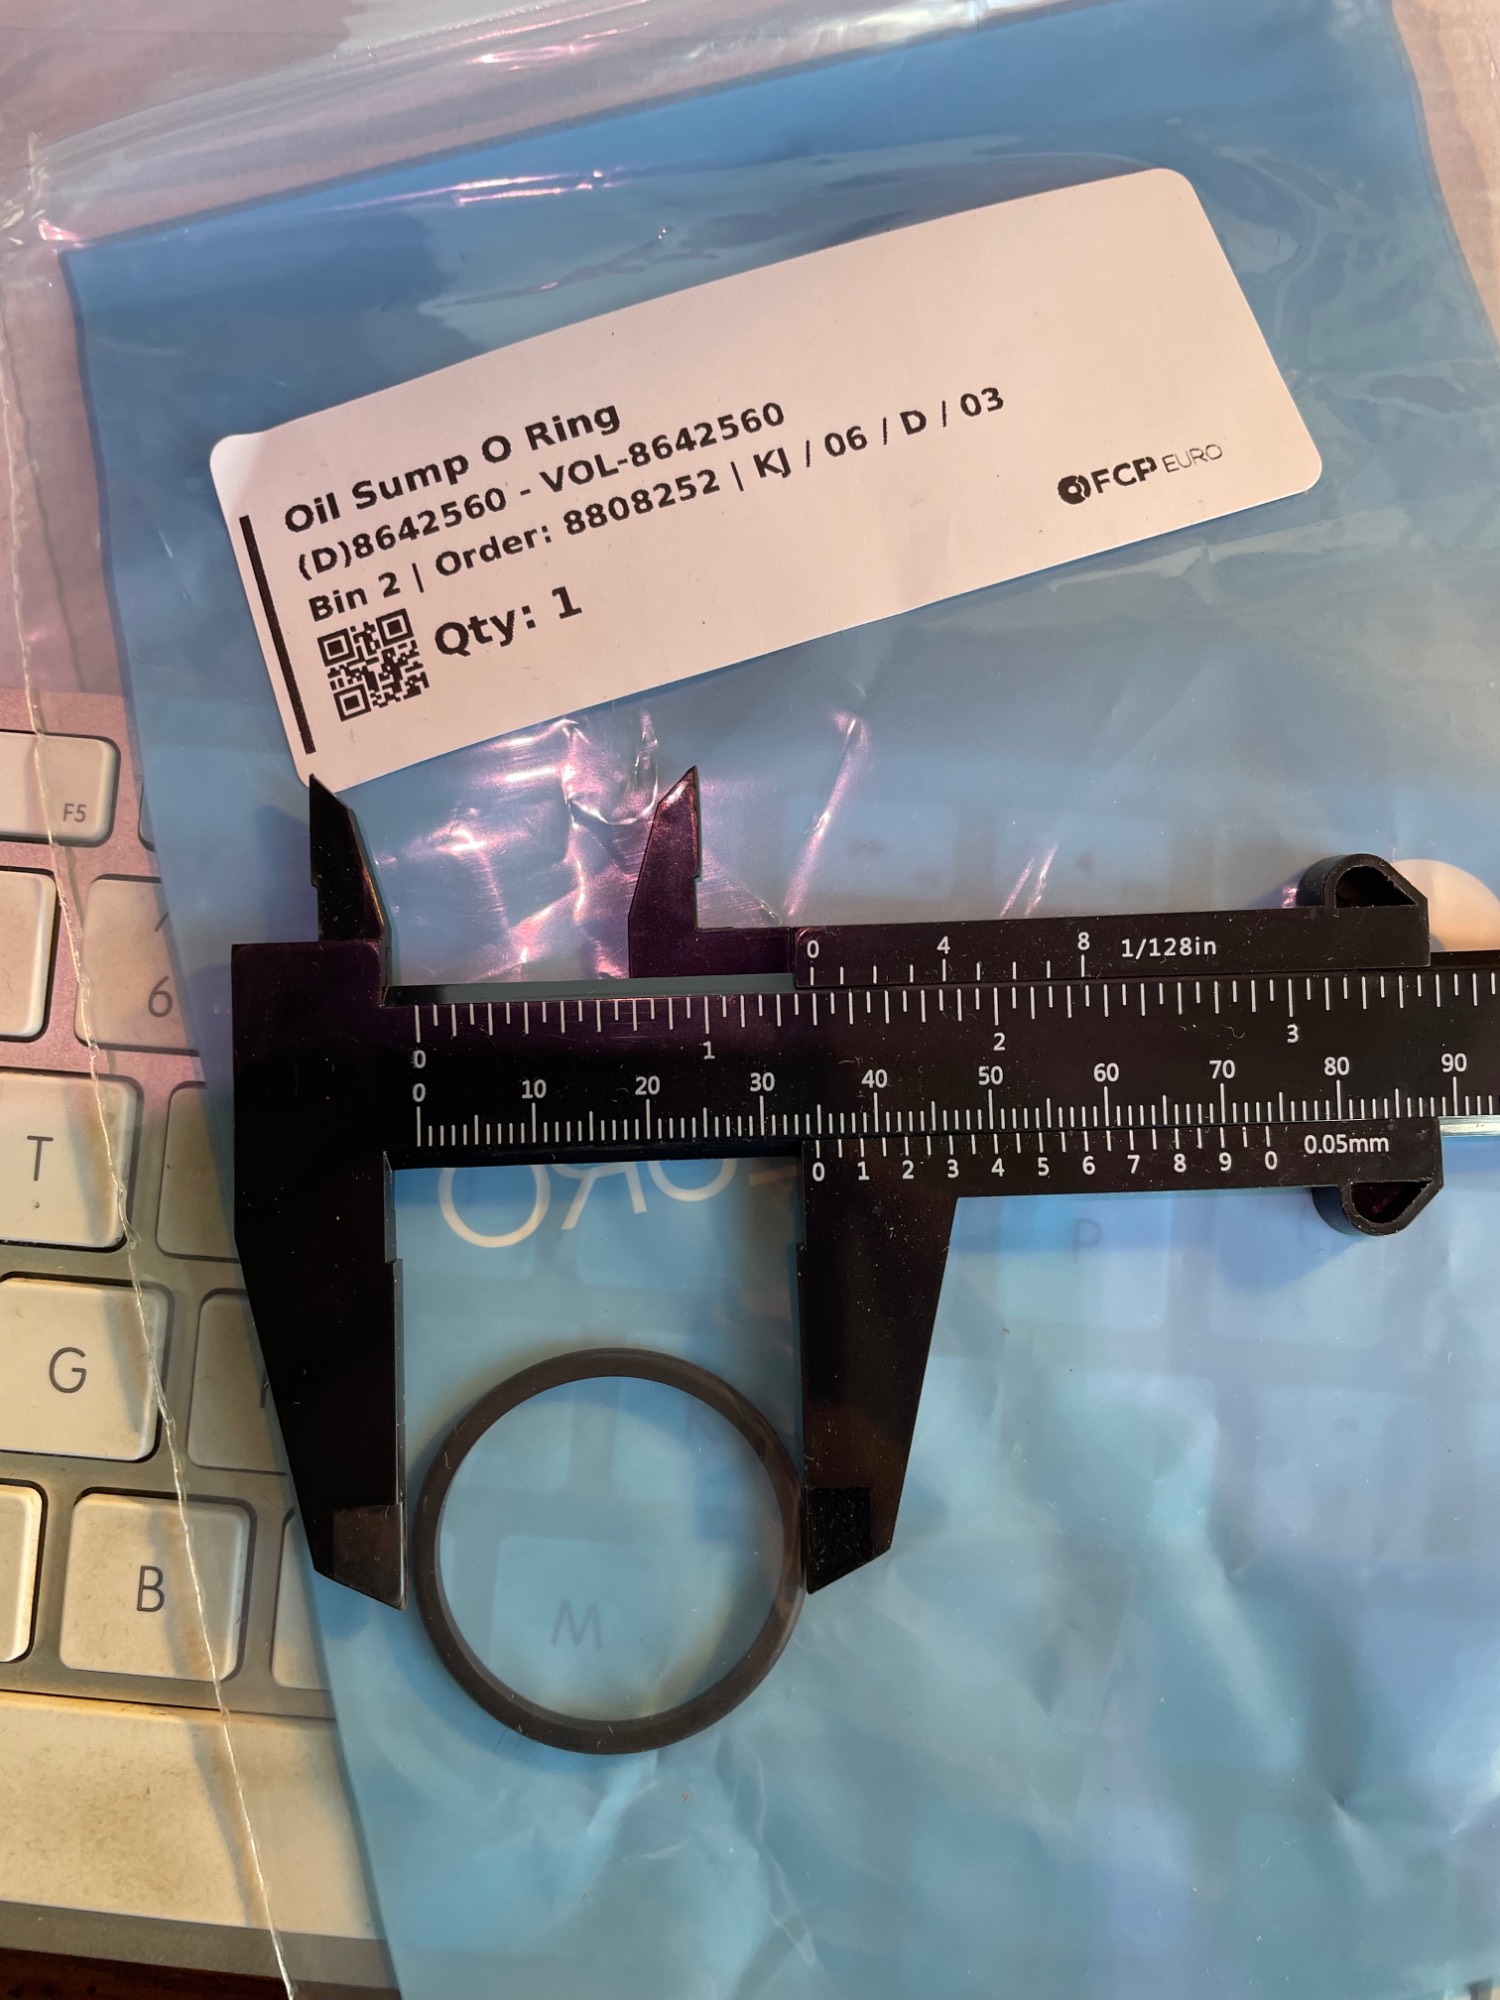 Oil Sump O Ring
(D)8642560 - VOL-8642560
Bin 2 | Order: 8808252 | KJ / 06 / D / 03
Qty: 1
FCP EURO
F5
6
T
G
B
0 4 8 1/128in
0 1 2 3
0 10 20 30 40 50 60 70 80 90
0 1 2 3 4 5 6 7 8 9 0 0.05mm
P
M